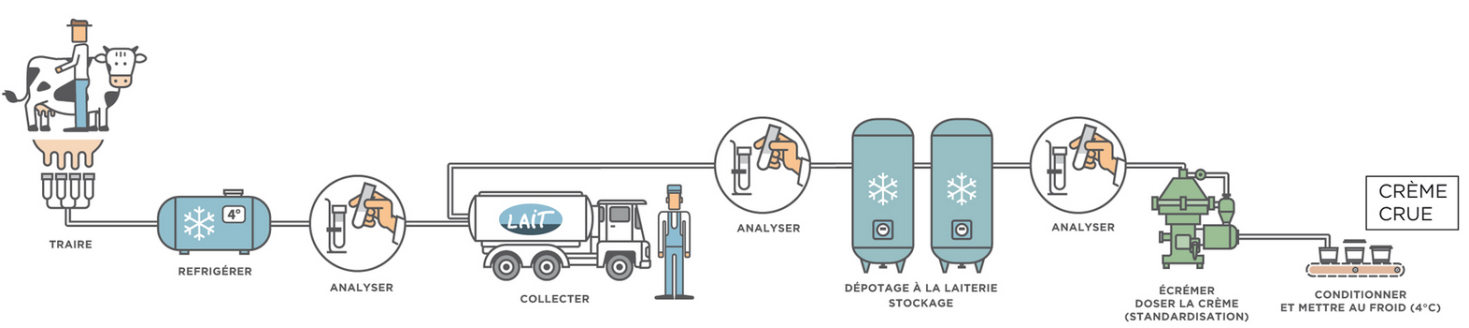 TRAIRE
4°
REFRIGÉRER
ANALYSER
LAiT
COLLECTER
ANALYSER
DÉPOTAGE À LA LAITERIE
STOCKAGE
ANALYSER
ÉCRÉMER
DOSER LA CRÈME
(STANDARDISATION)
CRÈME
CRUE
CONDITIONNER
ET METTRE AU FROID (4°C)